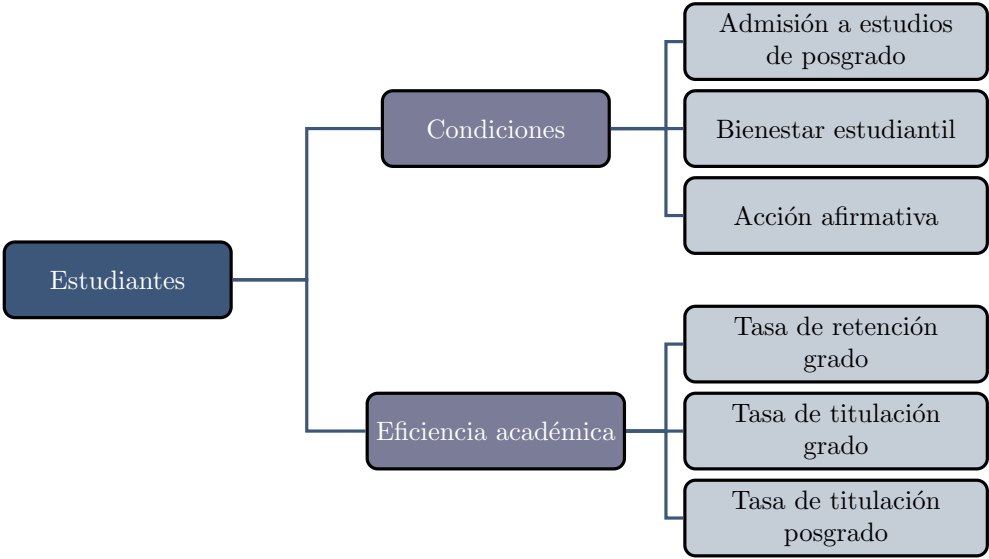 Estudiantes
Condiciones
Admisión a estudios
de posgrado
Bienestar estudiantil
Acción afirmativa
Eficiencia académica
Tasa de retención
grado
Tasa de titulación
grado
Tasa de titulación
posgrado